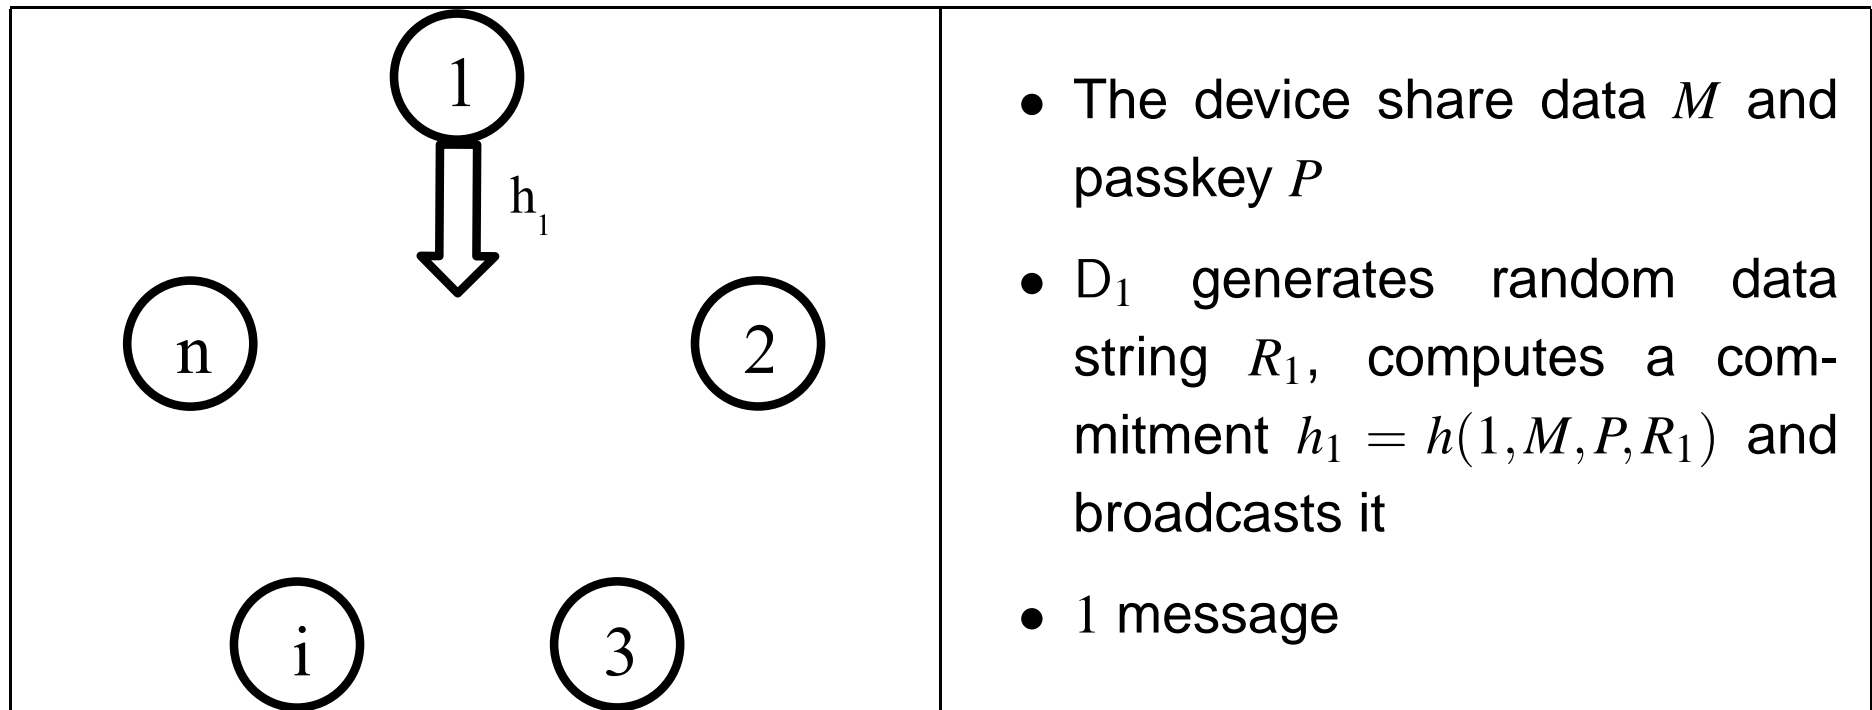 1
h₁
n
2
i
3
• The device share data M and
passkey P
• D₁ generates random data
string R₁, computes a com-
mitment h₁ = h(1, M, P, R₁) and
broadcasts it
• 1 message